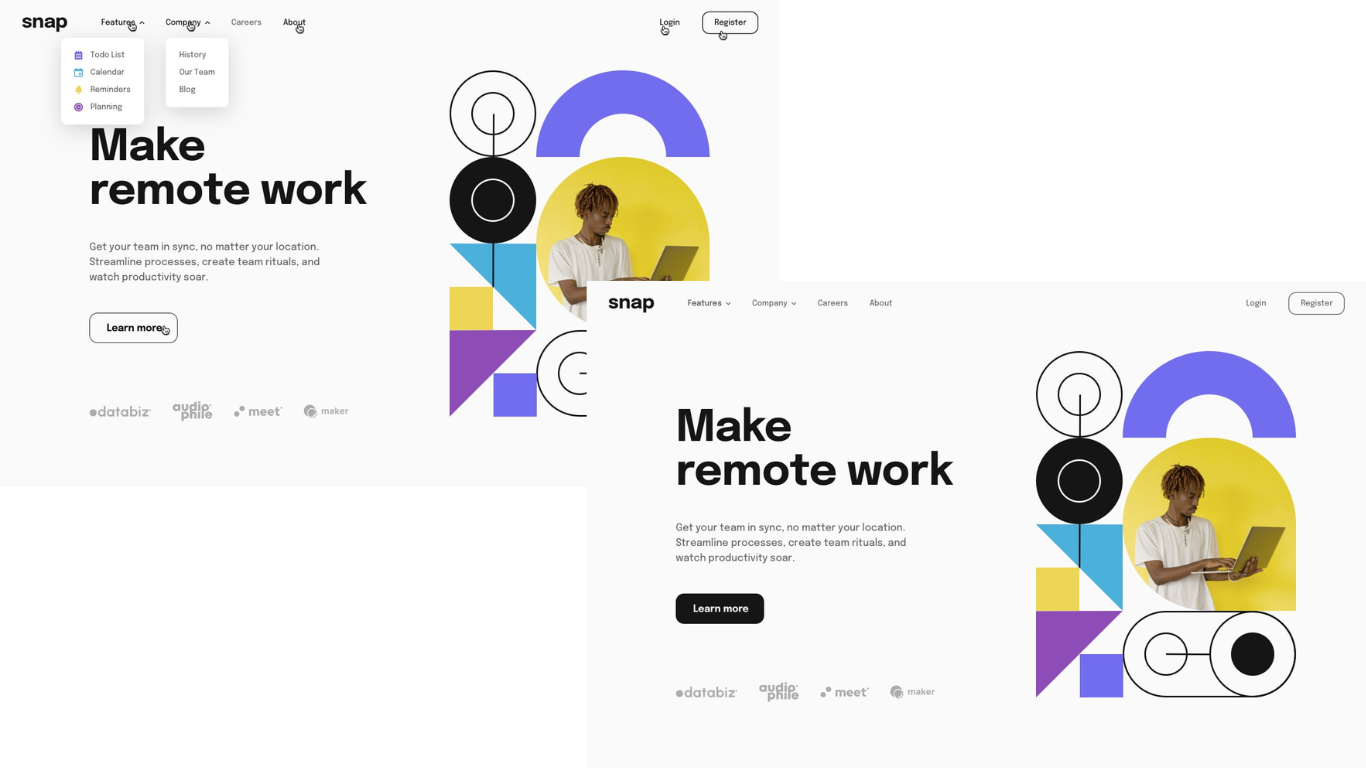 snap
Features
Company
Careers
About
Login
Register
Todo List
Calendar
Reminders
Planning
History
Our Team
Blog
Make
remote work
Get your team in sync, no matter your location.
Streamline processes, create team rituals, and
watch productivity soar.
Learn more
databiz
audiophile
meet
maker
snap
Features
Company
Careers
About
Login
Register
Make
remote work
Get your team in sync, no matter your location.
Streamline processes, create team rituals, and
watch productivity soar.
Learn more
databiz
audiophile
meet
maker